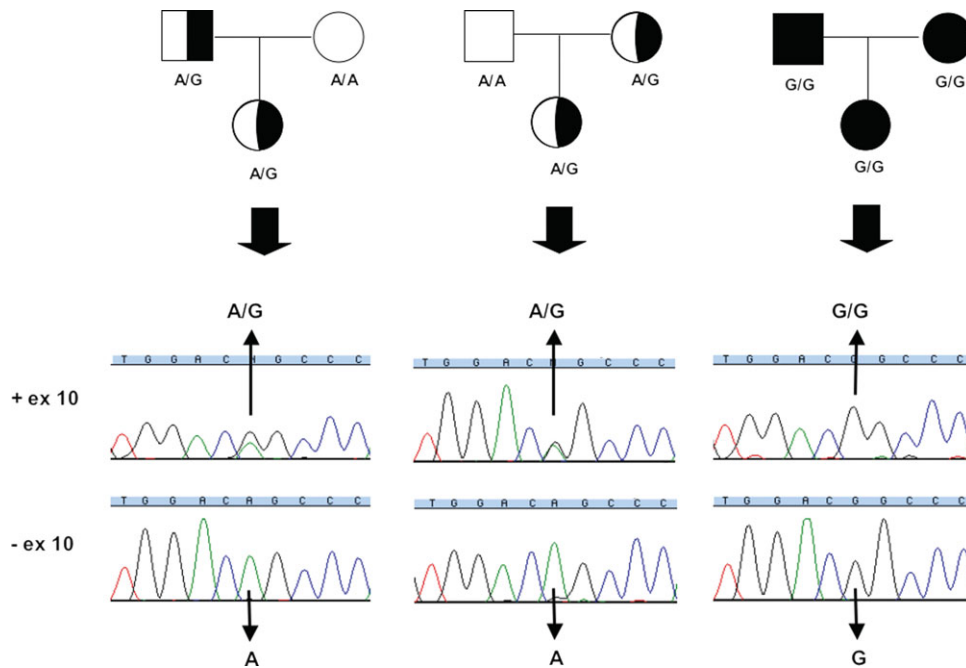 A/G A/A A/A A/G G/G G/G
A/G A/G G/G
A/G A/G G/G
T G G A C N G C C C T G G A C N G C C C T G G A C G C C C
+ ex 10
T G G A C A G C C C T G G A C A G C C C T G G A C G G C C C
- ex 10
A A G